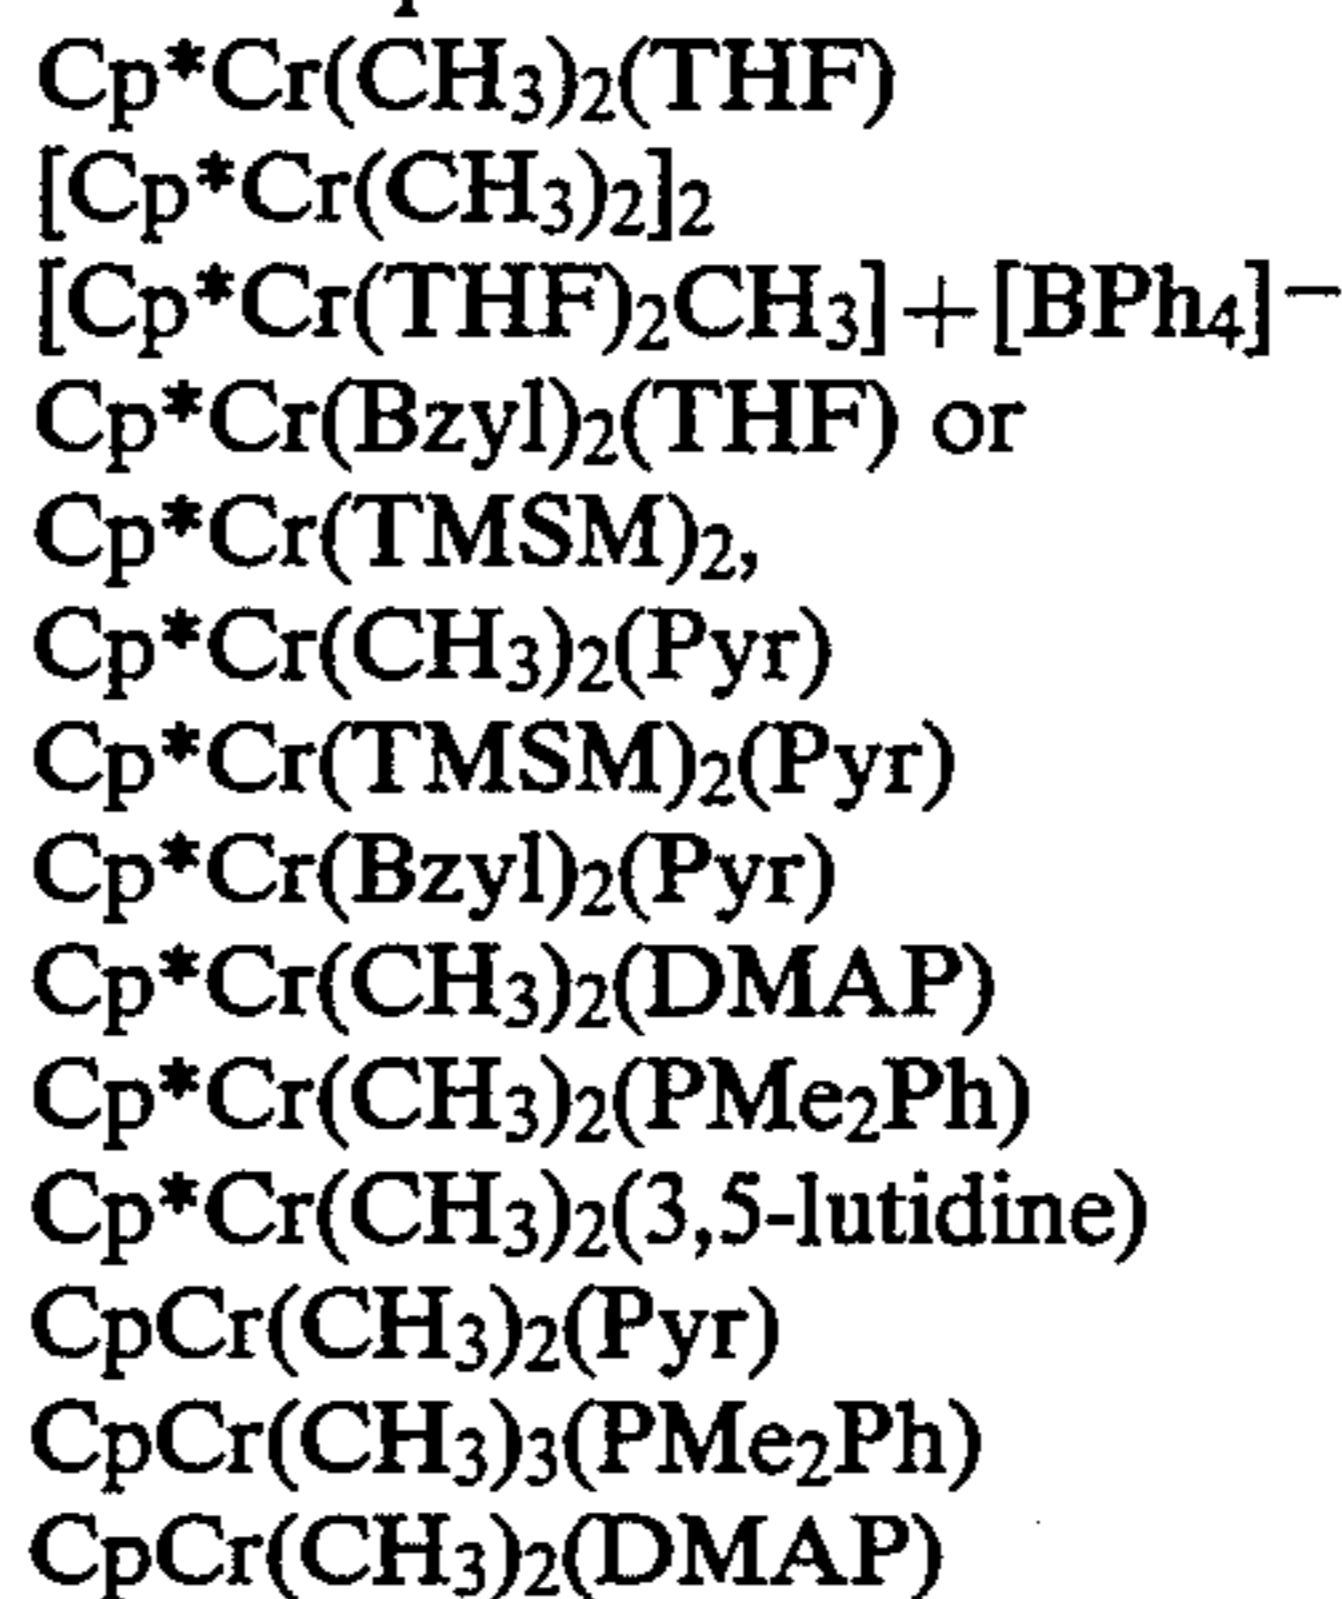 Cp*Cr(CH3)2(THF)
[Cp*Cr(CH3)2]2
[Cp*Cr(THF)2CH3]+[BPh4]−
Cp*Cr(Bzyl)2(THF) or
Cp*Cr(TMSM)2,
Cp*Cr(CH3)2(Pyr)
Cp*Cr(TMSM)2(Pyr)
Cp*Cr(Bzyl)2(Pyr)
Cp*Cr(CH3)2(DMAP)
Cp*Cr(CH3)2(PMe2Ph)
Cp*Cr(CH3)2(3,5-lutidine)
CpCr(CH3)2(Pyr)
CpCr(CH3)3(PMe2Ph)
CpCr(CH3)2(DMAP)